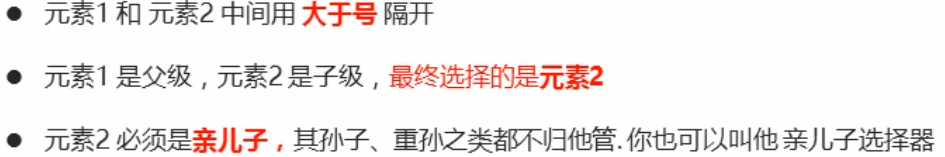 ● 元素1 和 元素2 中间用 大于号 隔开
● 元素1 是父级，元素2 是子级，最终选择的是元素2
● 元素2 必须是亲儿子，其孙子、重孙之类都不归他管. 你也可以叫他 亲儿子选择器